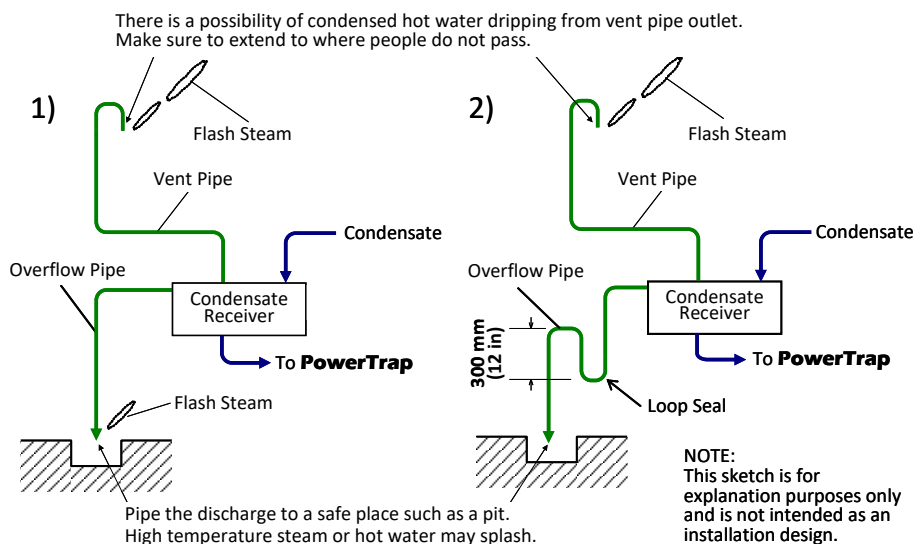 There is a possibility of condensed hot water dripping from vent pipe outlet.
Make sure to extend to where people do not pass.
1)
Flash Steam
Vent Pipe
Condensate
Overflow Pipe
Condensate
Receiver
To PowerTrap
Flash Steam
2)
Flash Steam
Vent Pipe
Condensate
Overflow Pipe
Condensate
Receiver
300 mm
(12 in)
To PowerTrap
Loop Seal
Pipe the discharge to a safe place such as a pit.
High temperature steam or hot water may splash.
NOTE:
This sketch is for
explanation purposes only
and is not intended as an
installation design.